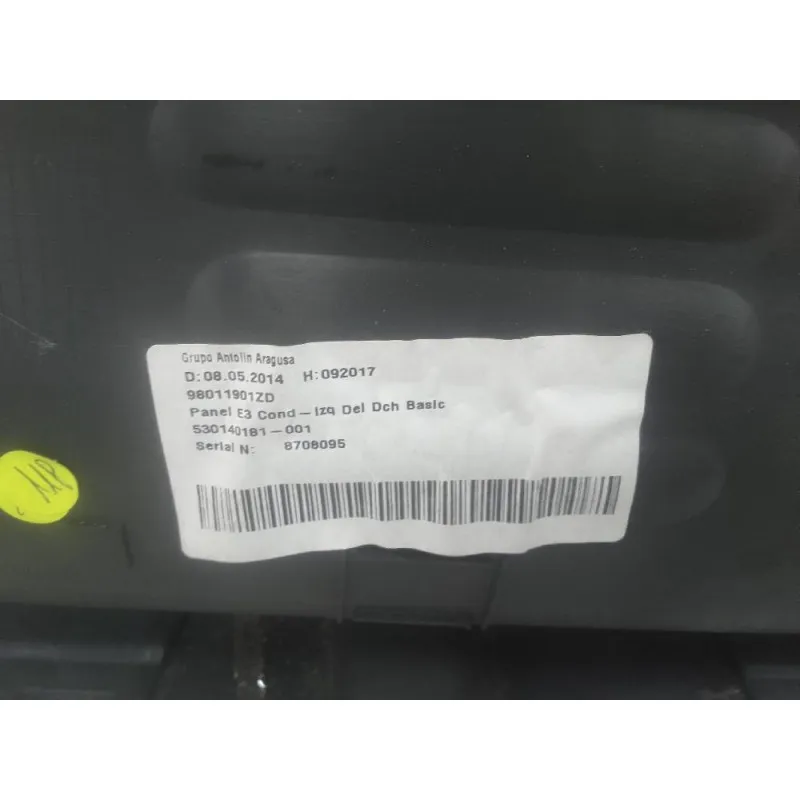 Grupo Antolin Aragusa
D: 08.05.2014 H: 092017
98011901ZD
Panel E3 Cond-Izq Del Dch Basic
530140181-001
Serial N: 8708095